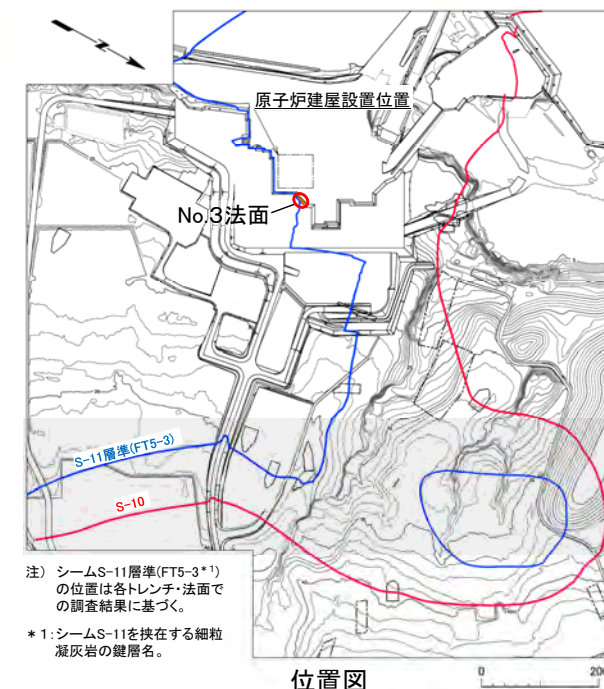 原子炉建屋設置位置
No.3法面
S-11層準(FT5-3)
S-10
注） シームS-11層準(FT5-3＊¹)
の位置は各トレンチ・法面で
の調査結果に基づく。
＊1：シームS-11を挟在する細粒
凝灰岩の鍵層名。
位置図
0